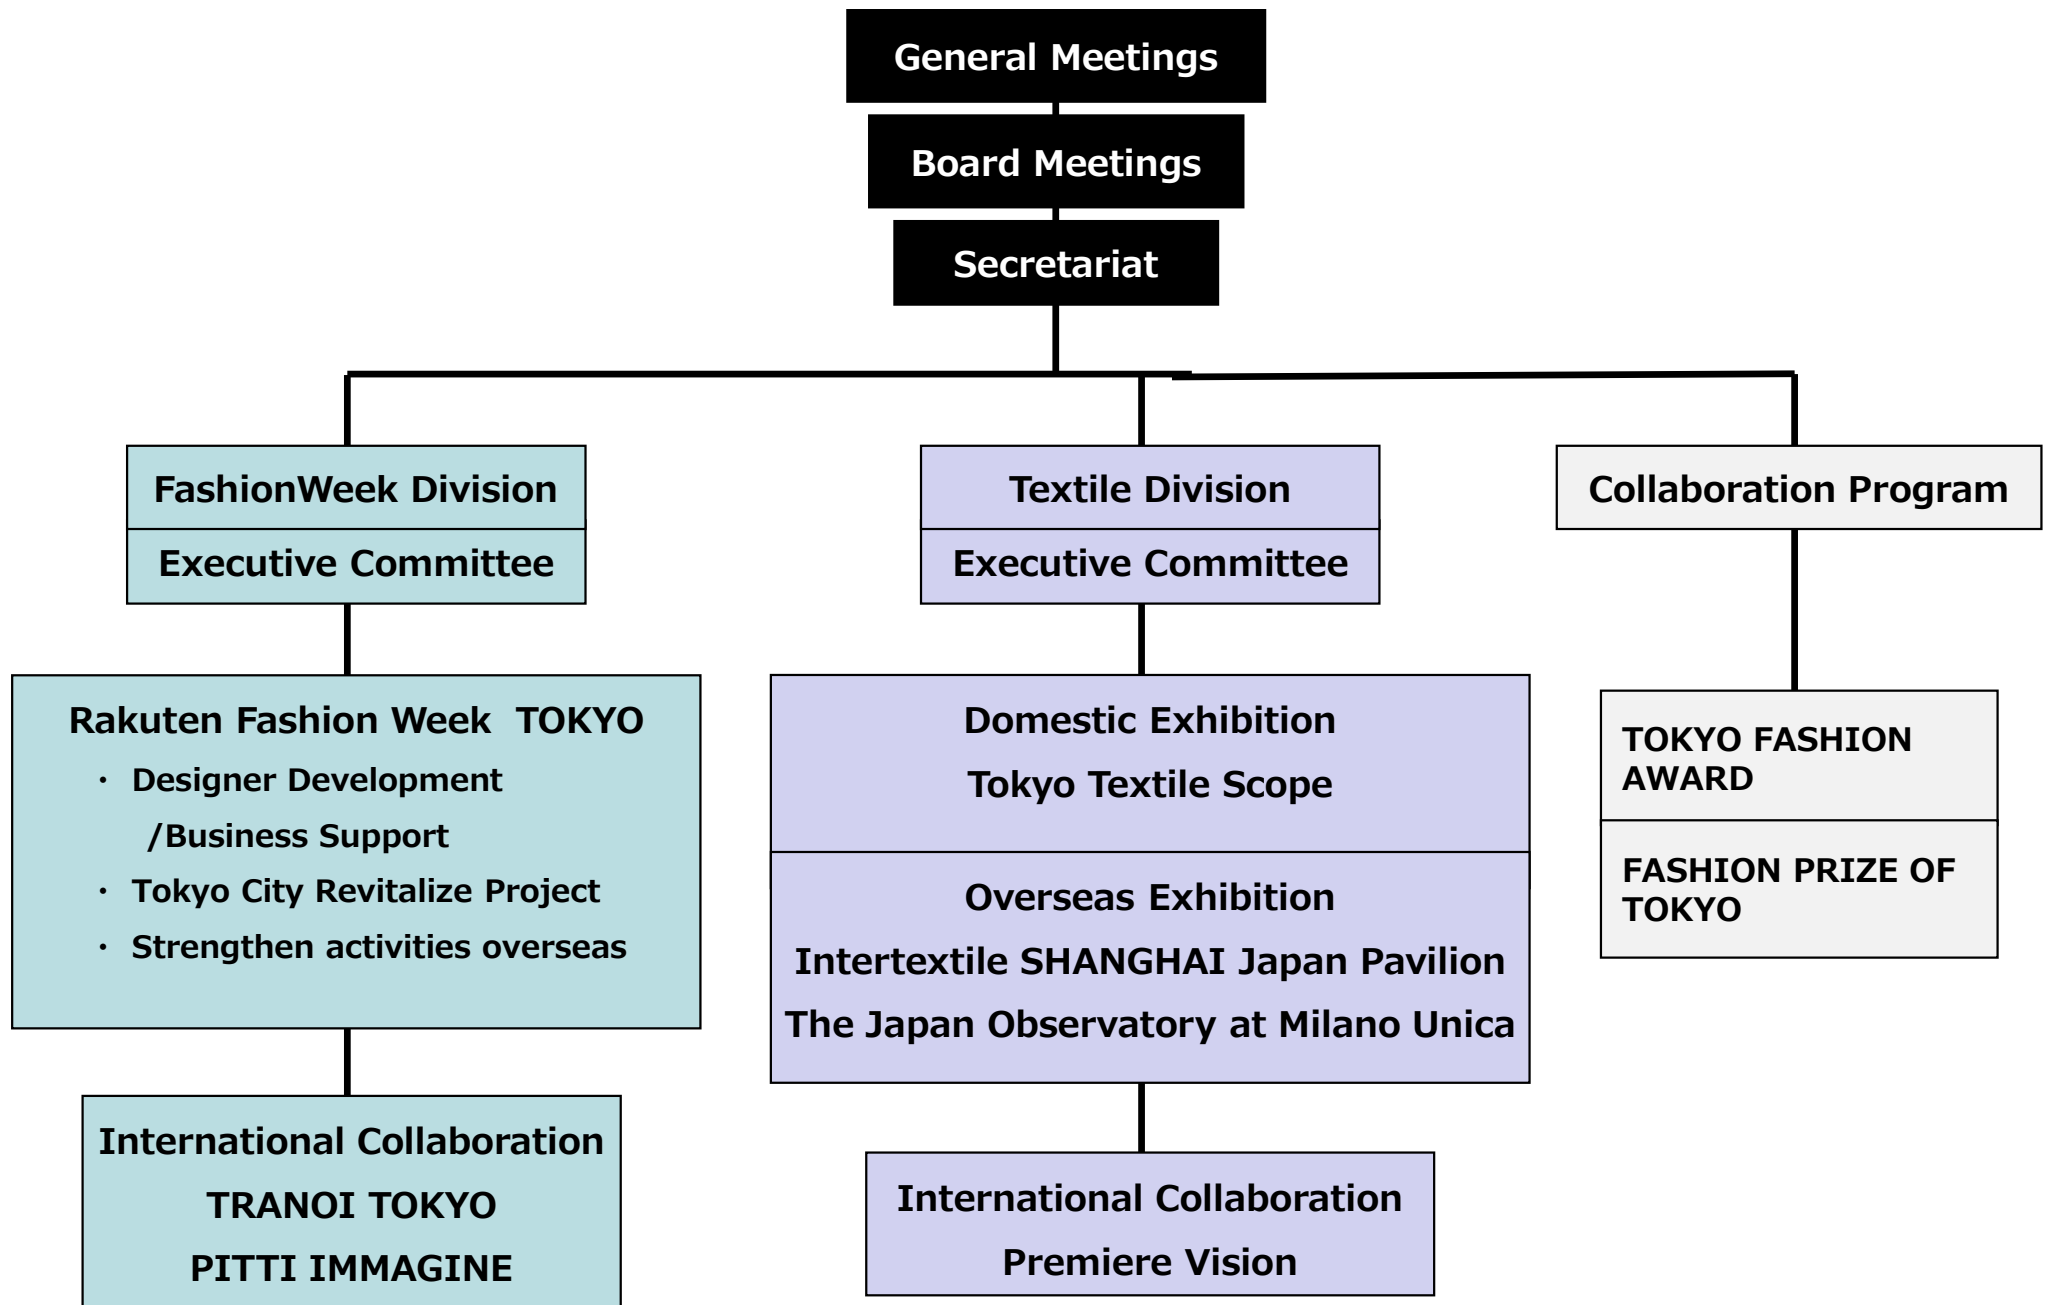 General Meetings
Board Meetings
Secretariat
FashionWeek Division
Executive Committee
Rakuten Fashion Week  TOKYO
・ Designer Development
/Business Support
・ Tokyo City Revitalize Project
・ Strengthen activities overseas
International Collaboration
TRANOI TOKYO
PITTI IMMAGINE
Textile Division
Executive Committee
Domestic Exhibition
Tokyo Textile Scope
Overseas Exhibition
Intertextile SHANGHAI Japan Pavilion
The Japan Observatory at Milano Unica
International Collaboration
Premiere Vision
Collaboration Program
TOKYO FASHION
AWARD
FASHION PRIZE OF
TOKYO